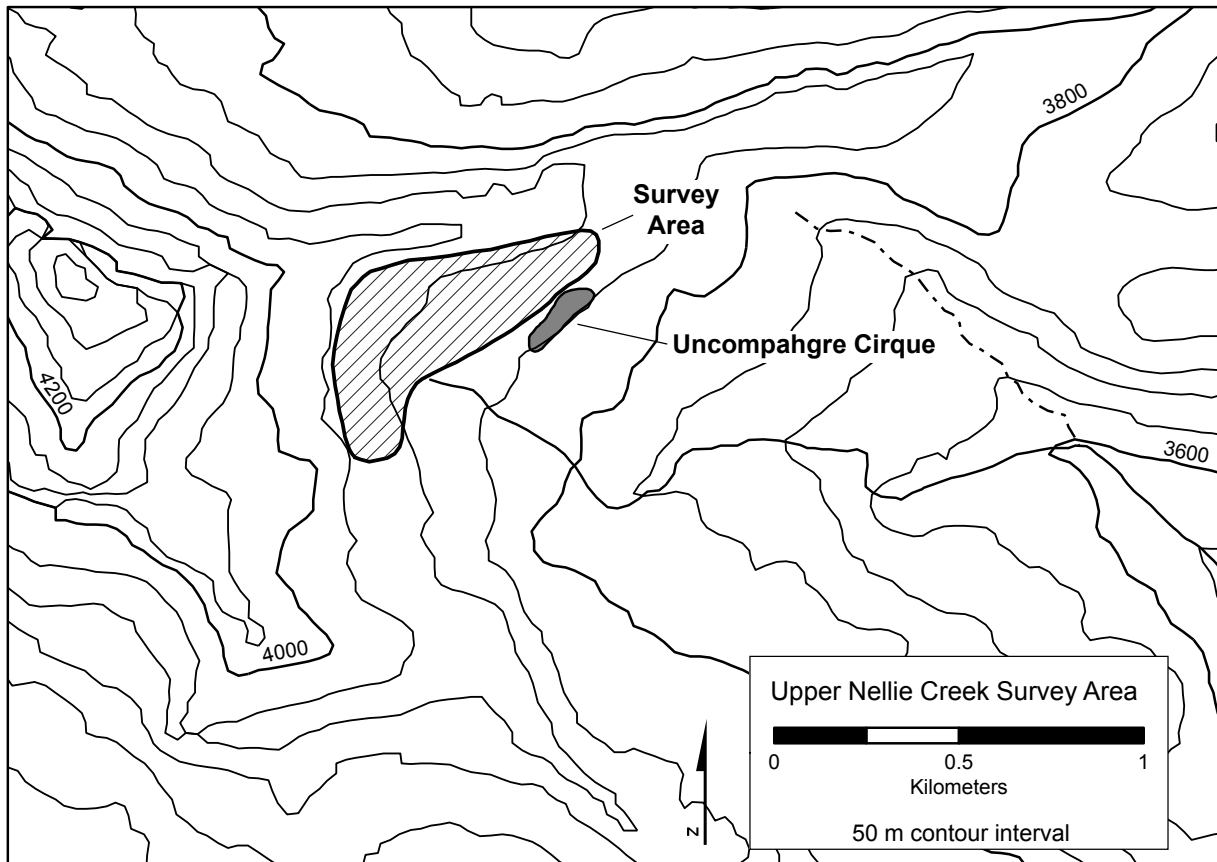 3800
Survey
Area
Uncompahgre Cirque
4200
3600
4000
Upper Nellie Creek Survey Area
0 0.5 1
Kilometers
50 m contour interval
N